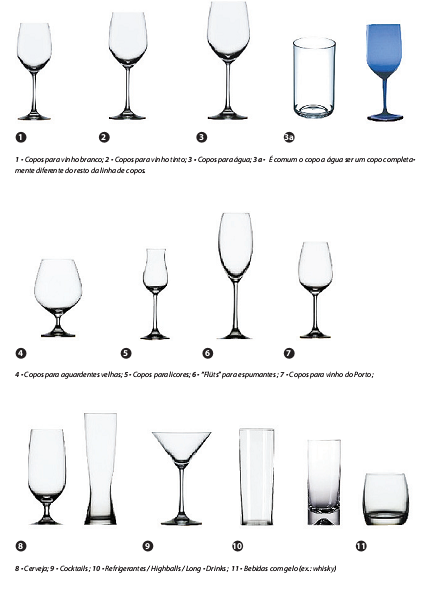 1 2 3 3a
1 • Copos para vinho branco; 2 • Copos para vinho tinto; 3 • Copos para água; 3a • É comum o copo a água ser um copo completa-
mente diferente do resto da linha de copos.
4 5 6 7
4 • Copos para aguardentes velhas; 5 • Copos para licores; 6 • "Flüts" para espumantes; 7 • Copos para vinho do Porto;
8 9 10 11
8 • Cerveja; 9 • Cocktails; 10 • Refrigerantes / Highballs / Long • Drinks; 11 • Bebidas com gelo (ex.: whisky)